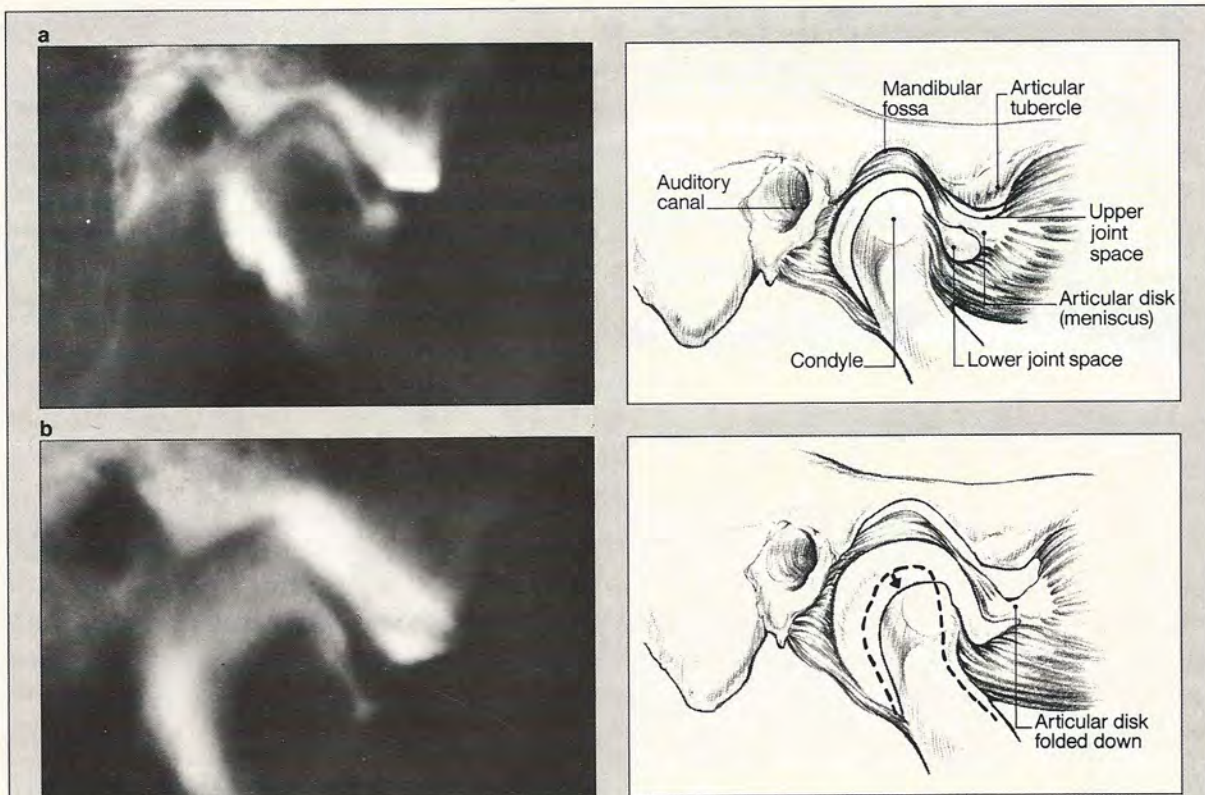 a
Mandibular
fossa
Articular
tubercle
Auditory
canal
Upper
joint
space
Articular disk
(meniscus)
Condyle
Lower joint space
b
Articular disk
folded down